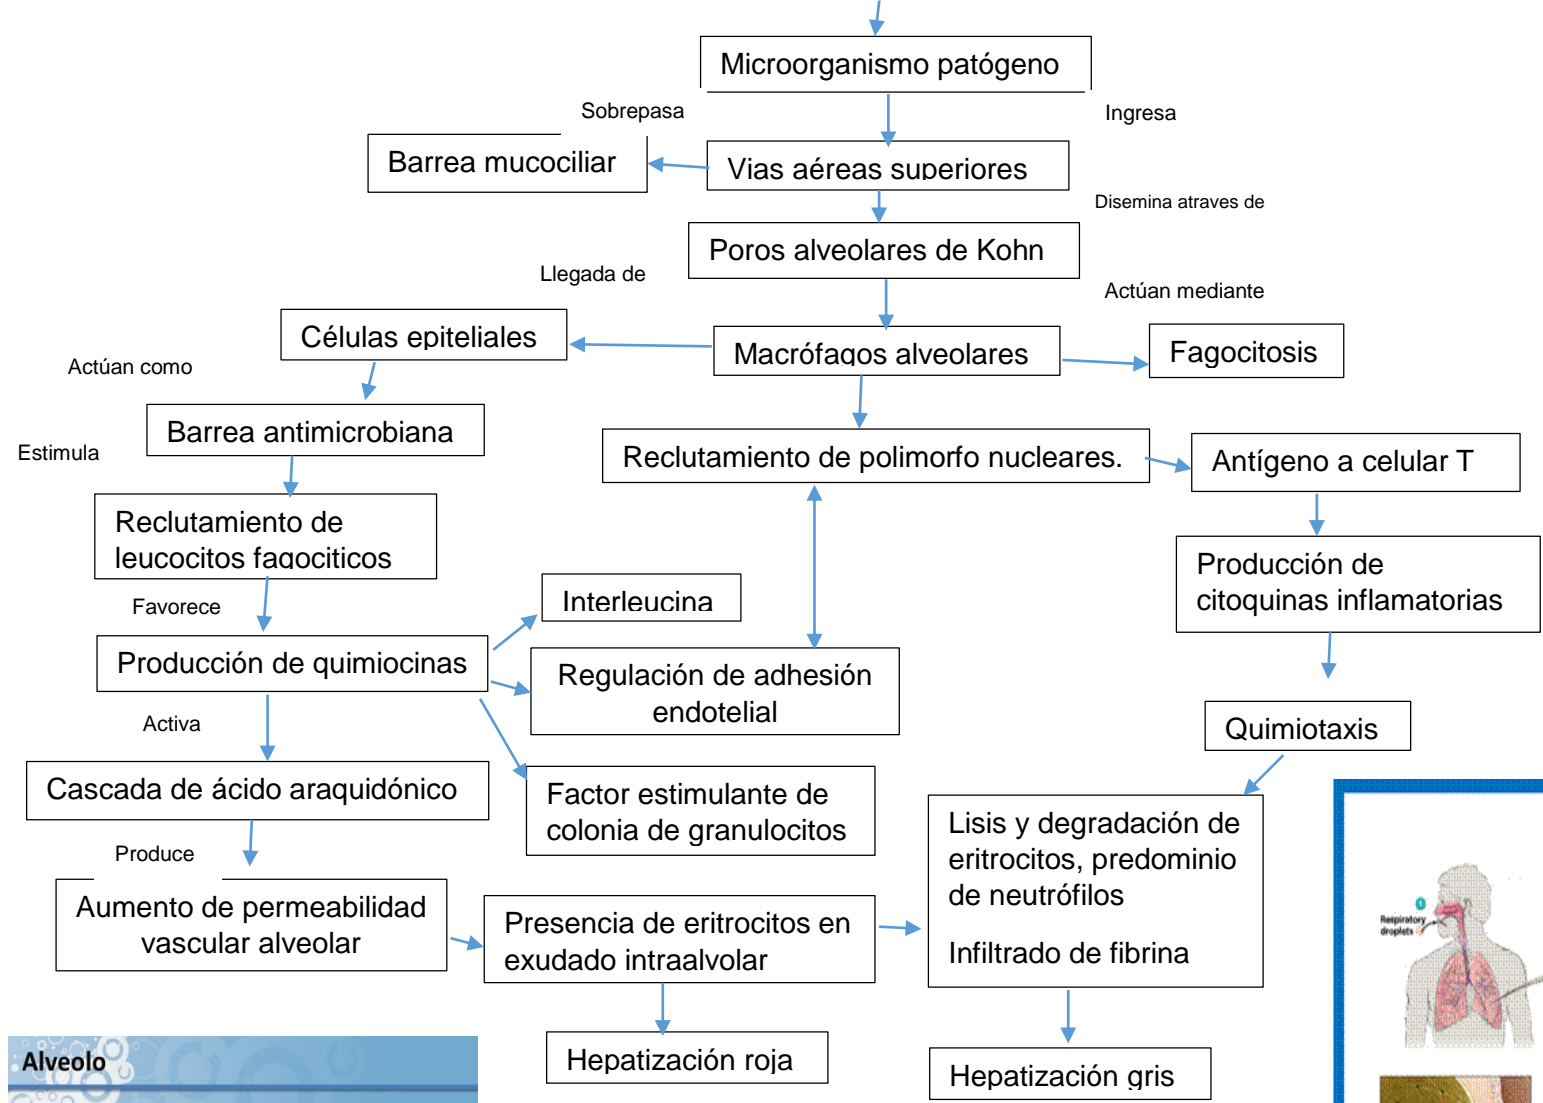 Microorganismo patógeno
Sobrepasa
Ingresa
Barrea mucociliar
Vias aéreas superiores
Disemina atraves de
Poros alveolares de Kohn
Llegada de
Actúan mediante
Células epiteliales
Macrófagos alveolares
Fagocitosis
Actúan como
Barrea antimicrobiana
Estimula
Reclutamiento de polimorfo nucleares.
Antígeno a celular T
Reclutamiento de
leucocitos fagociticos
Producción de
citoquinas inflamatorias
Favorece
Interleucina
Producción de quimiocinas
Regulación de adhesión
endotelial
Activa
Quimiotaxis
Cascada de ácido araquidónico
Factor estimulante de
colonia de granulocitos
Lisis y degradación de
eritrocitos, predominio
de neutrófilos
Infiltrado de fibrina
Produce
Aumento de permeabilidad
vascular alveolar
Presencia de eritrocitos en
exudado intraalvolar
Respiratory
droplets
Hepatización roja
Hepatización gris
Alveolo